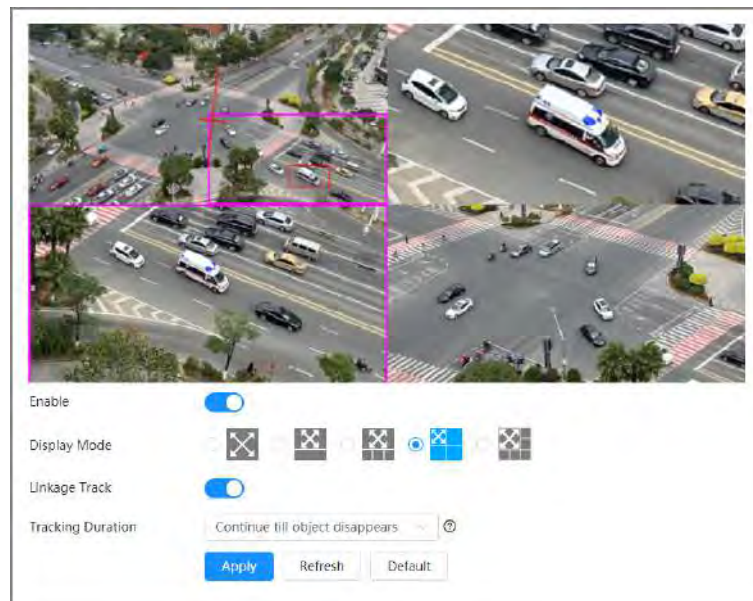 Enable
Display Mode
Linkage Track
Tracking Duration
Continue till object disappears
Apply
Refresh
Default